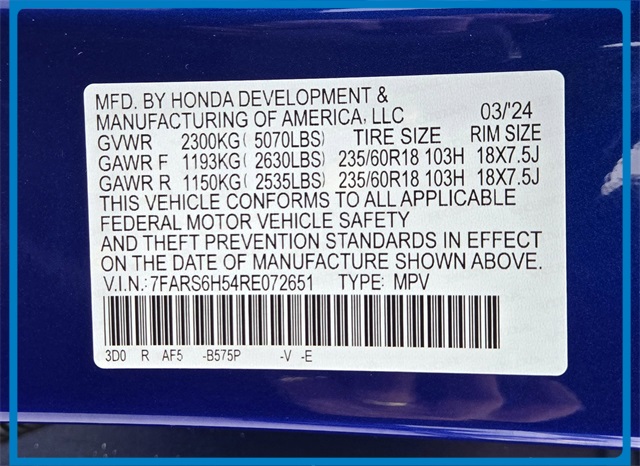 MFD. BY HONDA DEVELOPMENT &
MANUFACTURING OF AMERICA, LLC 03/'24
GVWR 2300KG( 5070LBS) TIRE SIZE RIM SIZE
GAWR F 1193KG( 2630LBS) 235/60R18 103H 18X7.5J
GAWR R 1150KG( 2535LBS) 235/60R18 103H 18X7.5J
THIS VEHICLE CONFORMS TO ALL APPLICABLE
FEDERAL MOTOR VEHICLE SAFETY
AND THEFT PREVENTION STANDARDS IN EFFECT
ON THE DATE OF MANUFACTURE SHOWN ABOVE.
V.I.N.:7FARS6H54RE072651 TYPE: MPV
3D0 R AF5 -B575P -V -E